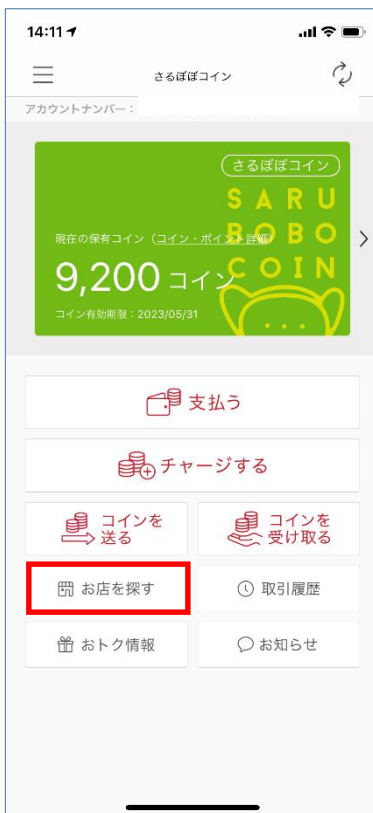 14:11
さるぼぼコイン
アカウントナンバー：
さるぼぼコイン
SARU
BOBO
COIN
現在の保有コイン（コイン・ポイント詳細）
9,200 コイン
コイン有効期限：2023/05/31
支払う
チャージする
コインを
送る
コインを
受け取る
お店を探す
取引履歴
おトク情報
お知らせ